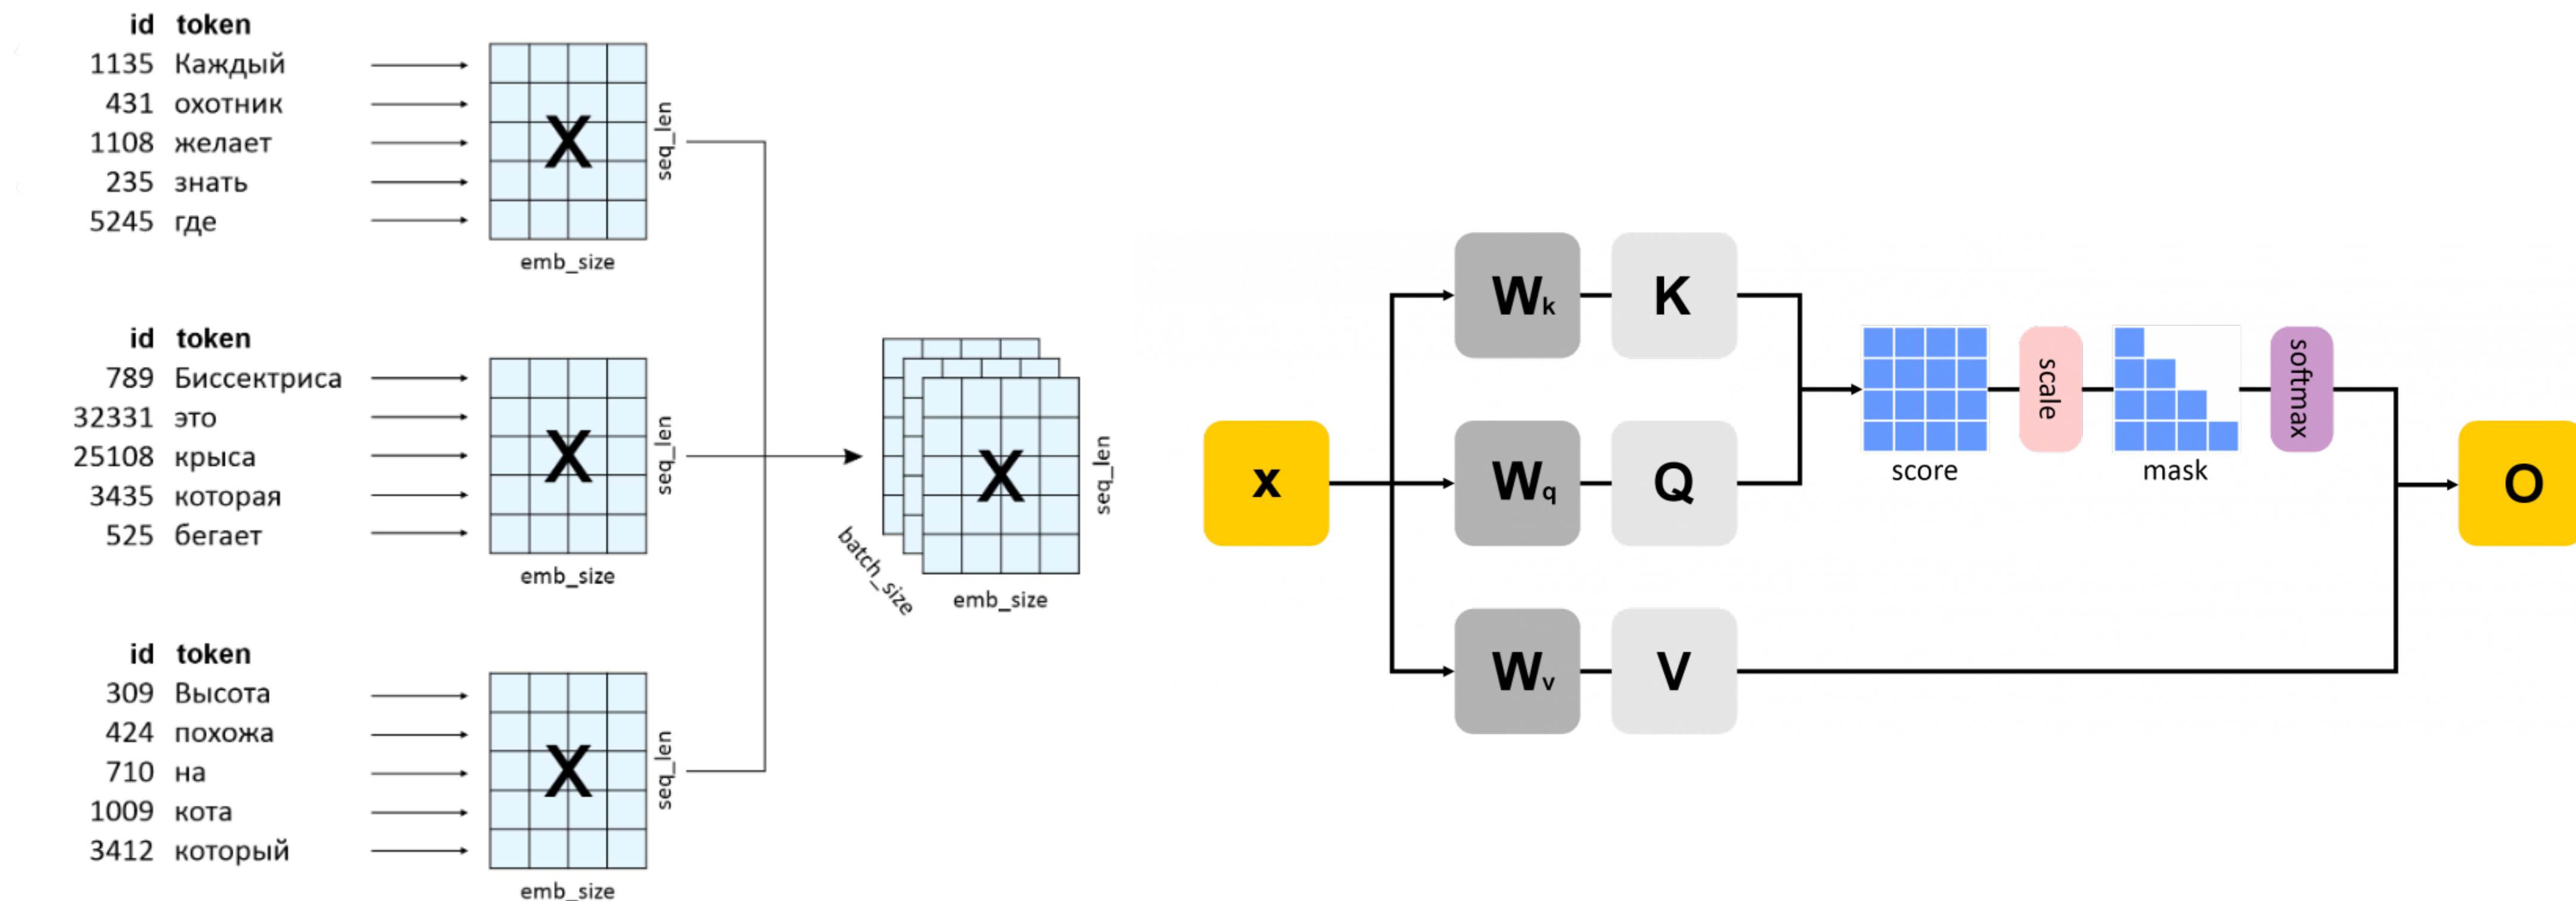 id token
1135 Каждый
431 охотник
1108 желает
235 знать
5245 где
X
seq_len
emb_size
id token
789 Биссектриса
32331 это
25108 крыса
3435 которая
525 бегает
X
seq_len
emb_size
id token
309 Высота
424 похожа
710 на
1009 кота
3412 который
X
seq_len
emb_size
X
seq_len
batch_size
emb_size
x
Wk K
Wq Q
Wv V
score
scale
mask
softmax
O